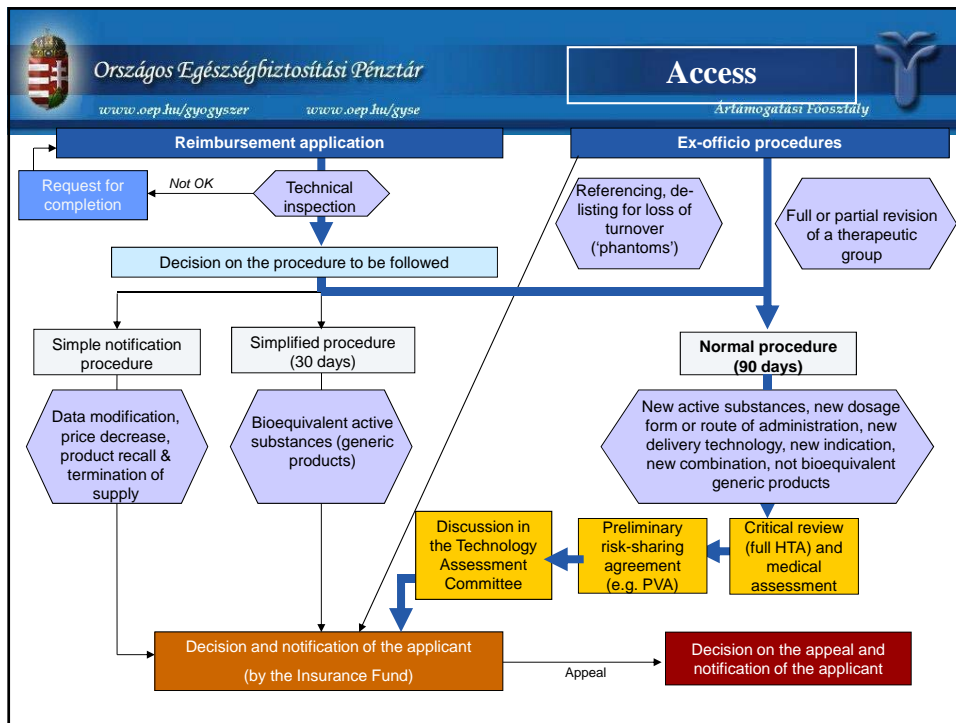 Országos Egészségbiztosítási Pénztár
Access
www.oep.hu/gyogyszer
www.oep.hu/gyse
Ártámogatási Főosztály
Reimbursement application
Ex-officio procedures
Request for
completion
Not OK
Technical
inspection
Referencing, de-
listing for loss of
turnover
('phantoms')
Full or partial revision
of a therapeutic
group
Decision on the procedure to be followed
Simple notification
procedure
Simplified procedure
(30 days)
Normal procedure
(90 days)
Data modification,
price decrease,
product recall &
termination of
supply
Bioequivalent active
substances (generic
products)
New active substances, new dosage
form or route of administration, new
delivery technology, new indication,
new combination, not bioequivalent
generic products
Discussion in
the Technology
Assessment
Committee
Preliminary
risk-sharing
agreement
(e.g. PVA)
Critical review
(full HTA) and
medical
assessment
Decision and notification of the applicant
(by the Insurance Fund)
Appeal
Decision on the appeal and
notification of the applicant